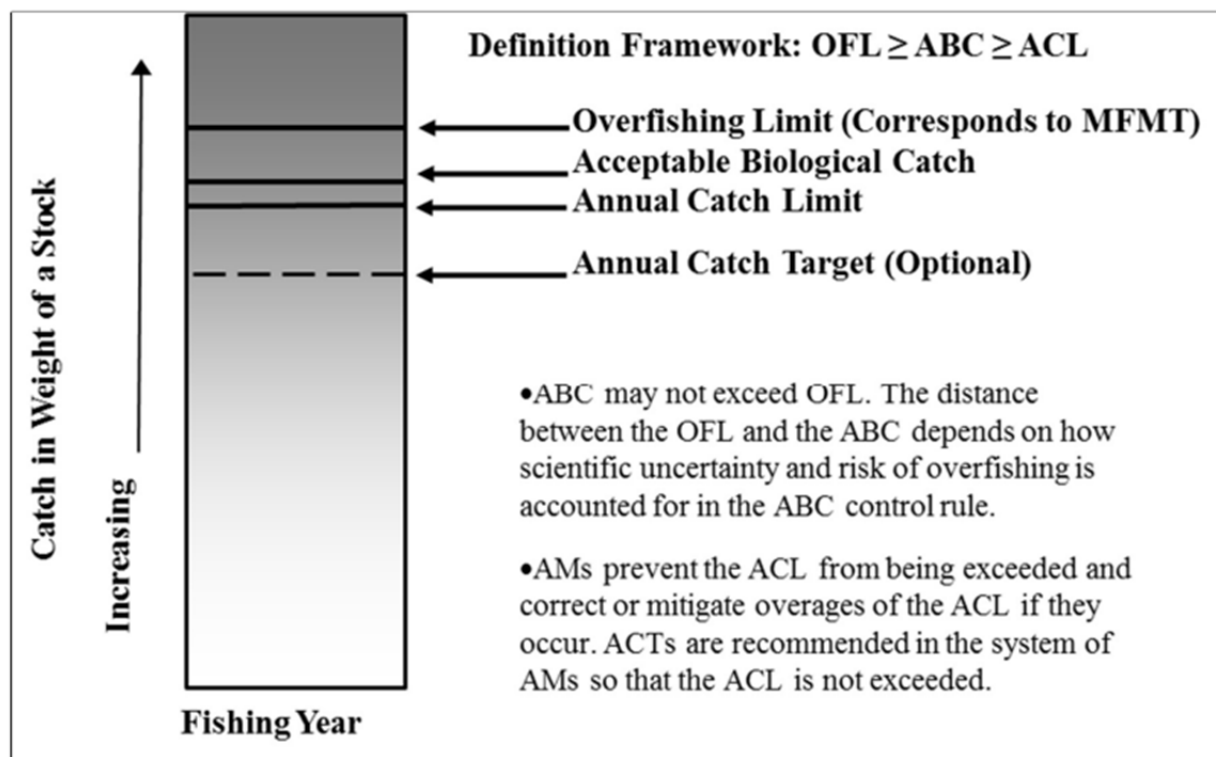 Definition Framework: OFL ≥ ABC ≥ ACL
Overfishing Limit (Corresponds to MFMT)
Acceptable Biological Catch
Annual Catch Limit
Annual Catch Target (Optional)
Catch in Weight of a Stock
Increasing
•ABC may not exceed OFL. The distance
between the OFL and the ABC depends on how
scientific uncertainty and risk of overfishing is
accounted for in the ABC control rule.
•AMs prevent the ACL from being exceeded and
correct or mitigate overages of the ACL if they
occur. ACTs are recommended in the system of
AMs so that the ACL is not exceeded.
Fishing Year